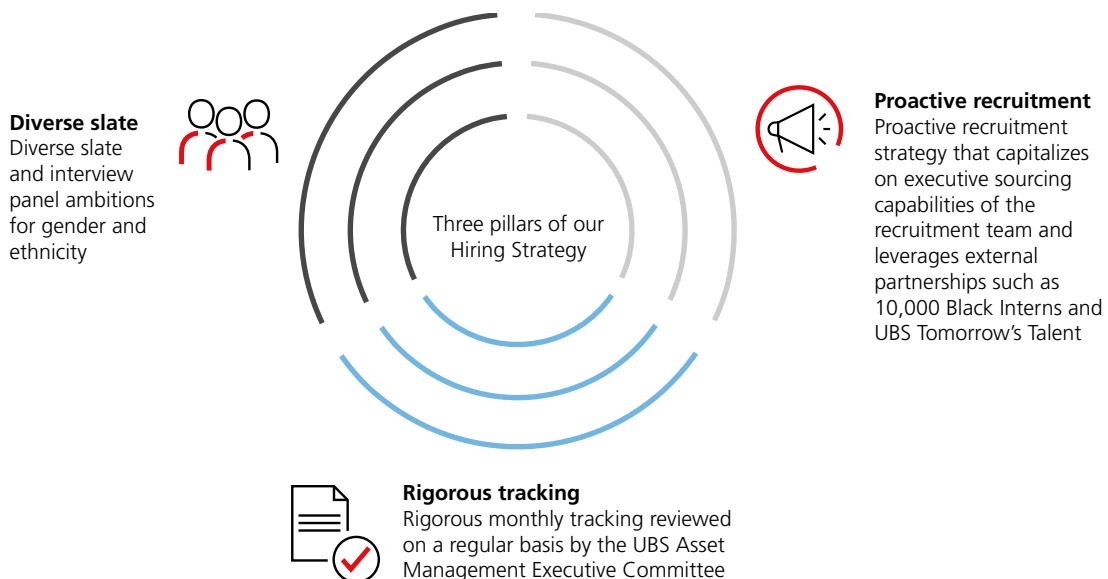 Diverse slate
Diverse slate
and interview
panel ambitions
for gender and
ethnicity
Three pillars of our
Hiring Strategy
Proactive recruitment
Proactive recruitment
strategy that capitalizes
on executive sourcing
capabilities of the
recruitment team and
leverages external
partnerships such as
10,000 Black Interns and
UBS Tomorrow’s Talent
Rigorous tracking
Rigorous monthly tracking reviewed
on a regular basis by the UBS Asset
Management Executive Committee